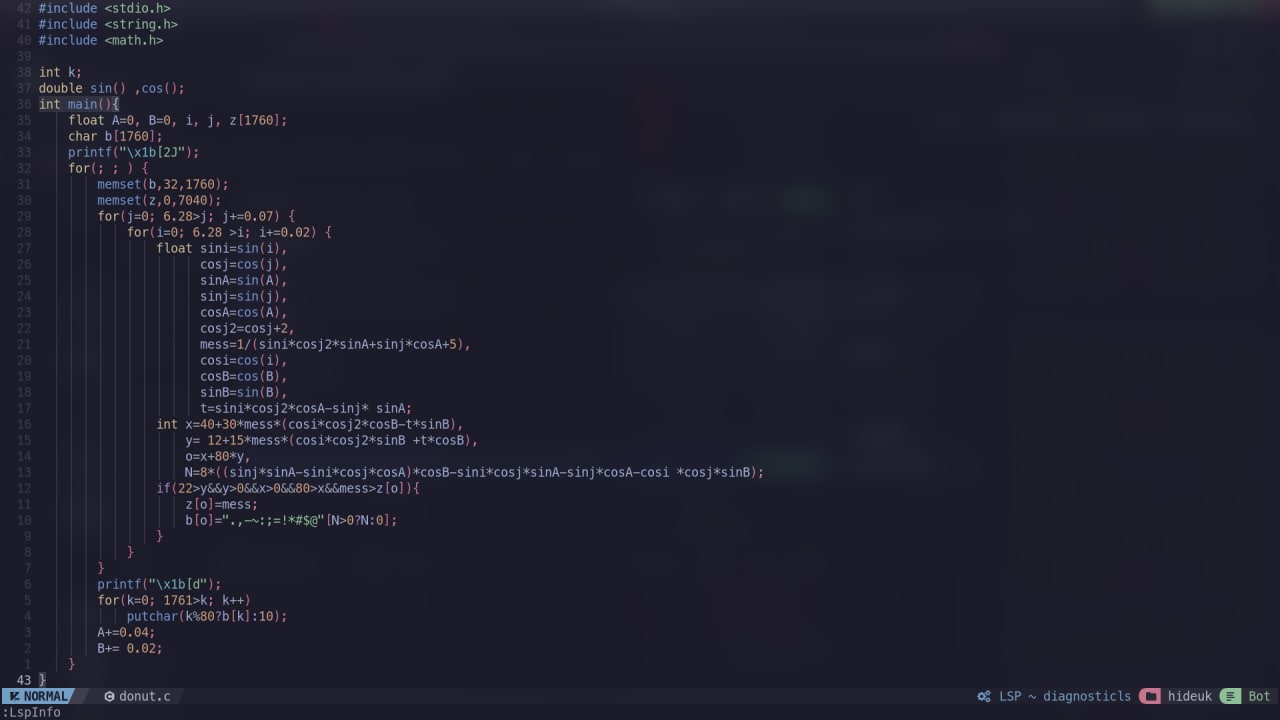 42 #include <stdio.h>
41 #include <string.h>
40 #include <math.h>
39
38 int k;
37 double sin() ,cos();
36 int main(){
35     float A=0, B=0, i, j, z[1760];
34     char b[1760];
33     printf("\x1b[2J");
32     for(; ; ) {
31         memset(b,32,1760);
30         memset(z,0,7040);
29         for(j=0; 6.28>j; j+=0.07) {
28             for(i=0; 6.28 >i; i+=0.02) {
27                 float sini=sin(i),
26                       cosj=cos(j),
25                       sinA=sin(A),
24                       sinj=sin(j),
23                       cosA=cos(A),
22                       cosj2=cosj+2,
21                       mess=1/(sini*cosj2*sinA+sinj*cosA+5),
20                       cosi=cos(i),
19                       cosB=cos(B),
18                       sinB=sin(B),
17                       t=sini*cosj2*cosA-sinj* sinA;
16                 int x=40+30*mess*(cosi*cosj2*cosB-t*sinB),
15                     y= 12+15*mess*(cosi*cosj2*sinB +t*cosB),
14                     o=x+80*y,
13                     N=8*((sinj*sinA-sini*cosj*cosA)*cosB-sini*cosj*sinA-sinj*cosA-cosi *cosj*sinB);
12                 if(22>y&&y>0&&x>0&&80>x&&mess>z[o]){
11                     z[o]=mess;
10                     b[o]=".,-~:;=!*#$@"[N>0?N:0];
9                 }
8             }
7         }
6         printf("\x1b[d");
5         for(k=0; 1761>k; k++)
4             putchar(k%80?b[k]:10);
3         A+=0.04;
2         B+= 0.02;
1     }
43 }
NORMAL donut.c LSP ~ diagnosticls hideuk Bot
:LspInfo